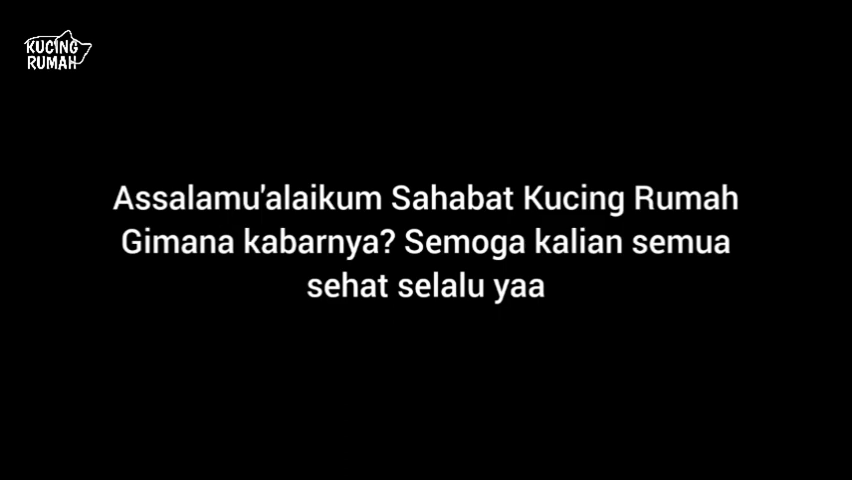 KUCING
RUMAH
Assalamu'alaikum Sahabat Kucing Rumah
Gimana kabarnya? Semoga kalian semua
sehat selalu yaa